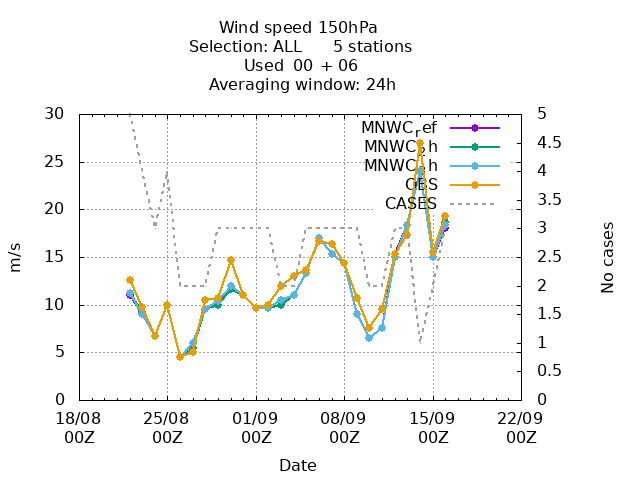 Wind speed 150hPa
Selection: ALL 5 stations
Used 00 + 06
Averaging window: 24h
30
25
20
15
10
5
0
m/s
5
4.5
4
3.5
3
2.5
2
1.5
1
0.5
0
No cases
MNWCref
OBS
CASES
18/08 25/08 01/09 08/09 15/09 22/09
00Z 00Z 00Z 00Z 00Z 00Z
Date